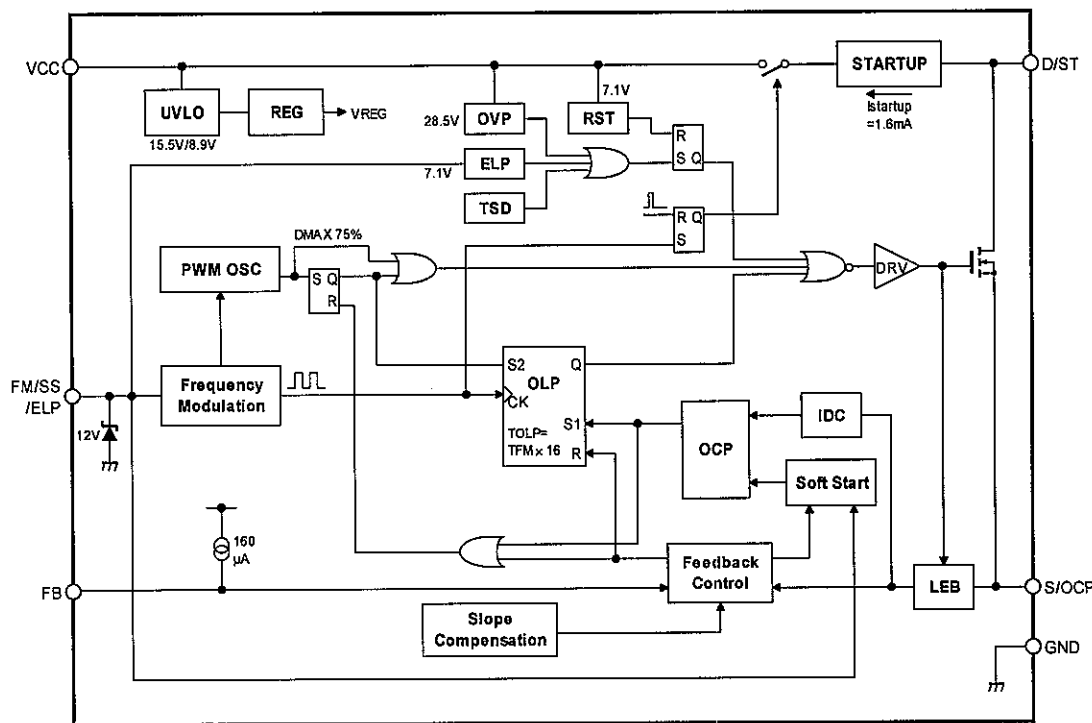 VCC
STARTUP
D/ST
7.1V
Istartup
=1.6mA
UVLO
REG
VREG
15.5V/8.9V
28.5V
OVP
RST
R
S Q
7.1V
ELP
TSD
R Q
S
DMAX 75%
PWM OSC
S Q
R
DRV
FM/SS
/ELP
Frequency
Modulation
12V
S2
Q
OLP
CK
S1
TOLP=
TFM × 16
R
OCP
IDC
Soft Start
160
µA
Feedback
Control
FB
LEB
S/OCP
Slope
Compensation
GND